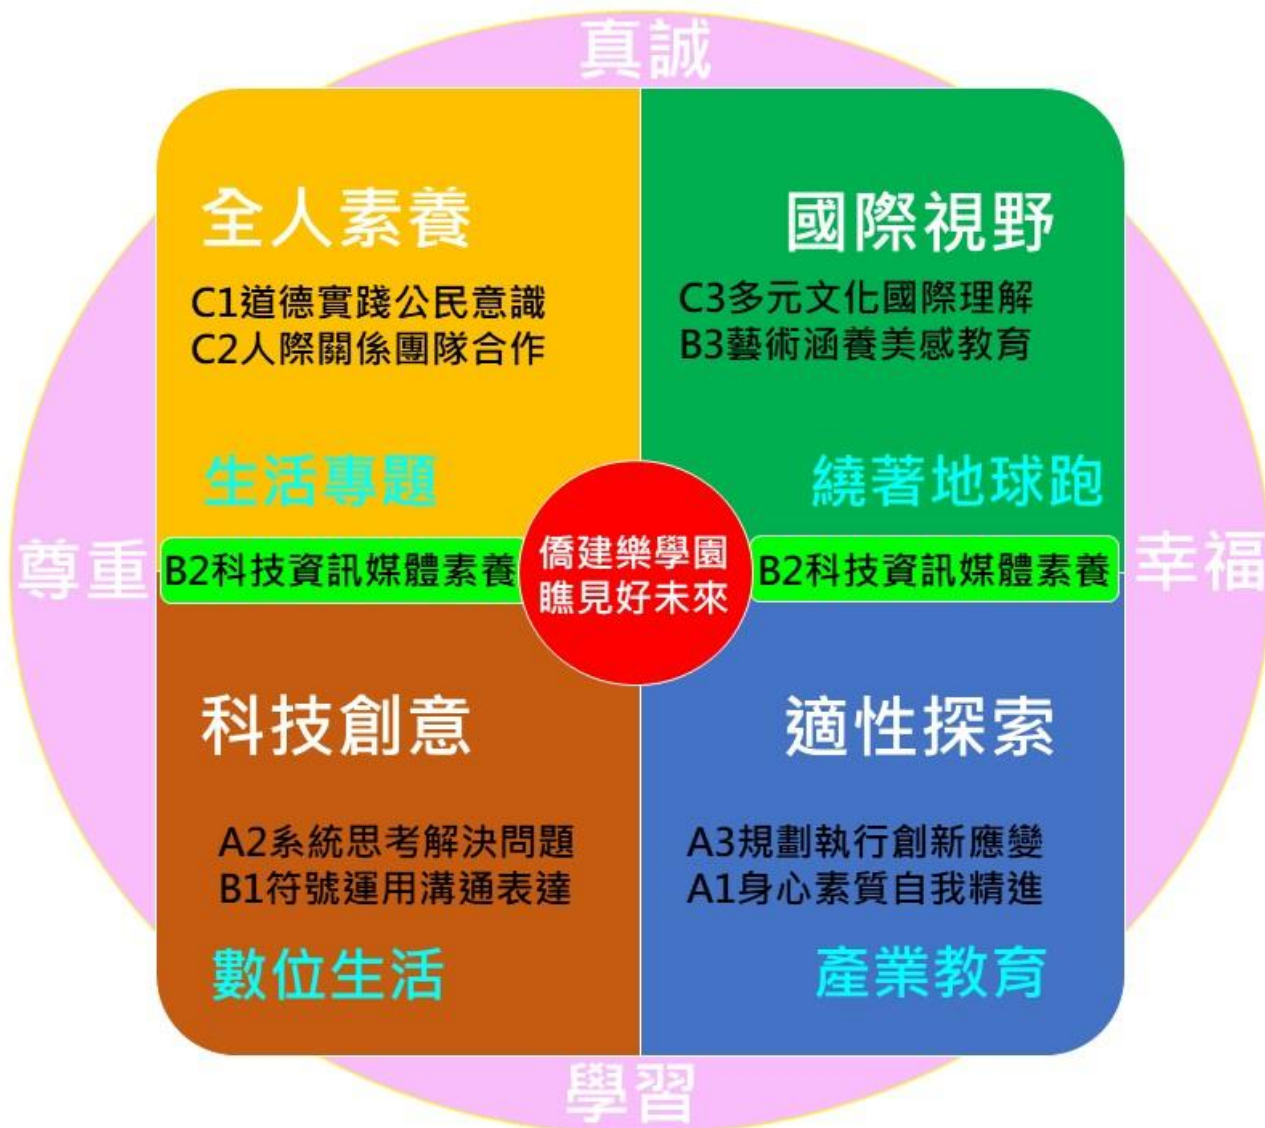 真誠
全人素養
C1道德實踐公民意識
C2人際關係團隊合作
生活專題
國際視野
C3多元文化國際理解
B3藝術涵養美感教育
繞著地球跑
尊重
B2科技資訊媒體素養
僑建樂學園
瞧見好未來
B2科技資訊媒體素養
幸福
科技創意
A2系統思考解決問題
B1符號運用溝通表達
數位生活
適性探索
A3規劃執行創新應變
A1身心素質自我精進
產業教育
學習